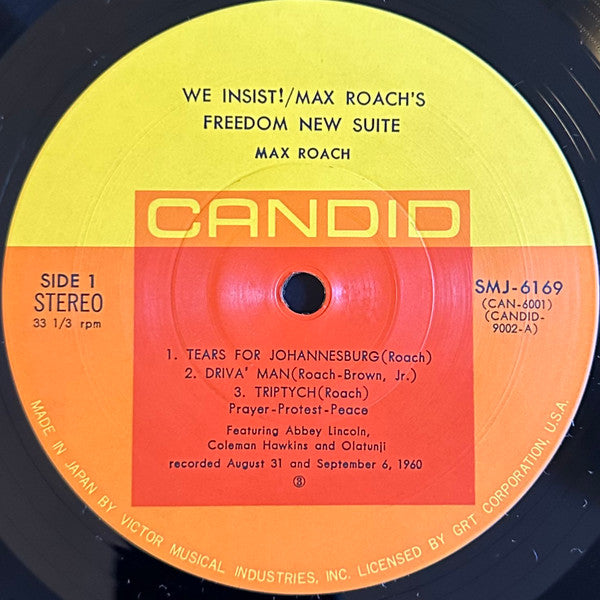 WE INSIST!/MAX ROACH'S
FREEDOM NEW SUITE
MAX ROACH
CANDID
SIDE 1
STEREO
33 1/3 rpm
SMJ-6169
(CAN-6001)
(CANDID-
9002-A)
1. TEARS FOR JOHANNESBURG(Roach)
2. DRIVA' MAN(Roach-Brown, Jr.)
3. TRIPTYCH(Roach)
Prayer-Protest-Peace
Featuring Abbey Lincoln,
Coleman Hawkins and Olatunji
recorded August 31 and September 6, 1960
③
MADE IN JAPAN BY VICTOR MUSICAL INDUSTRIES, INC. LICENSED BY GRT CORPORATION, U.S.A.